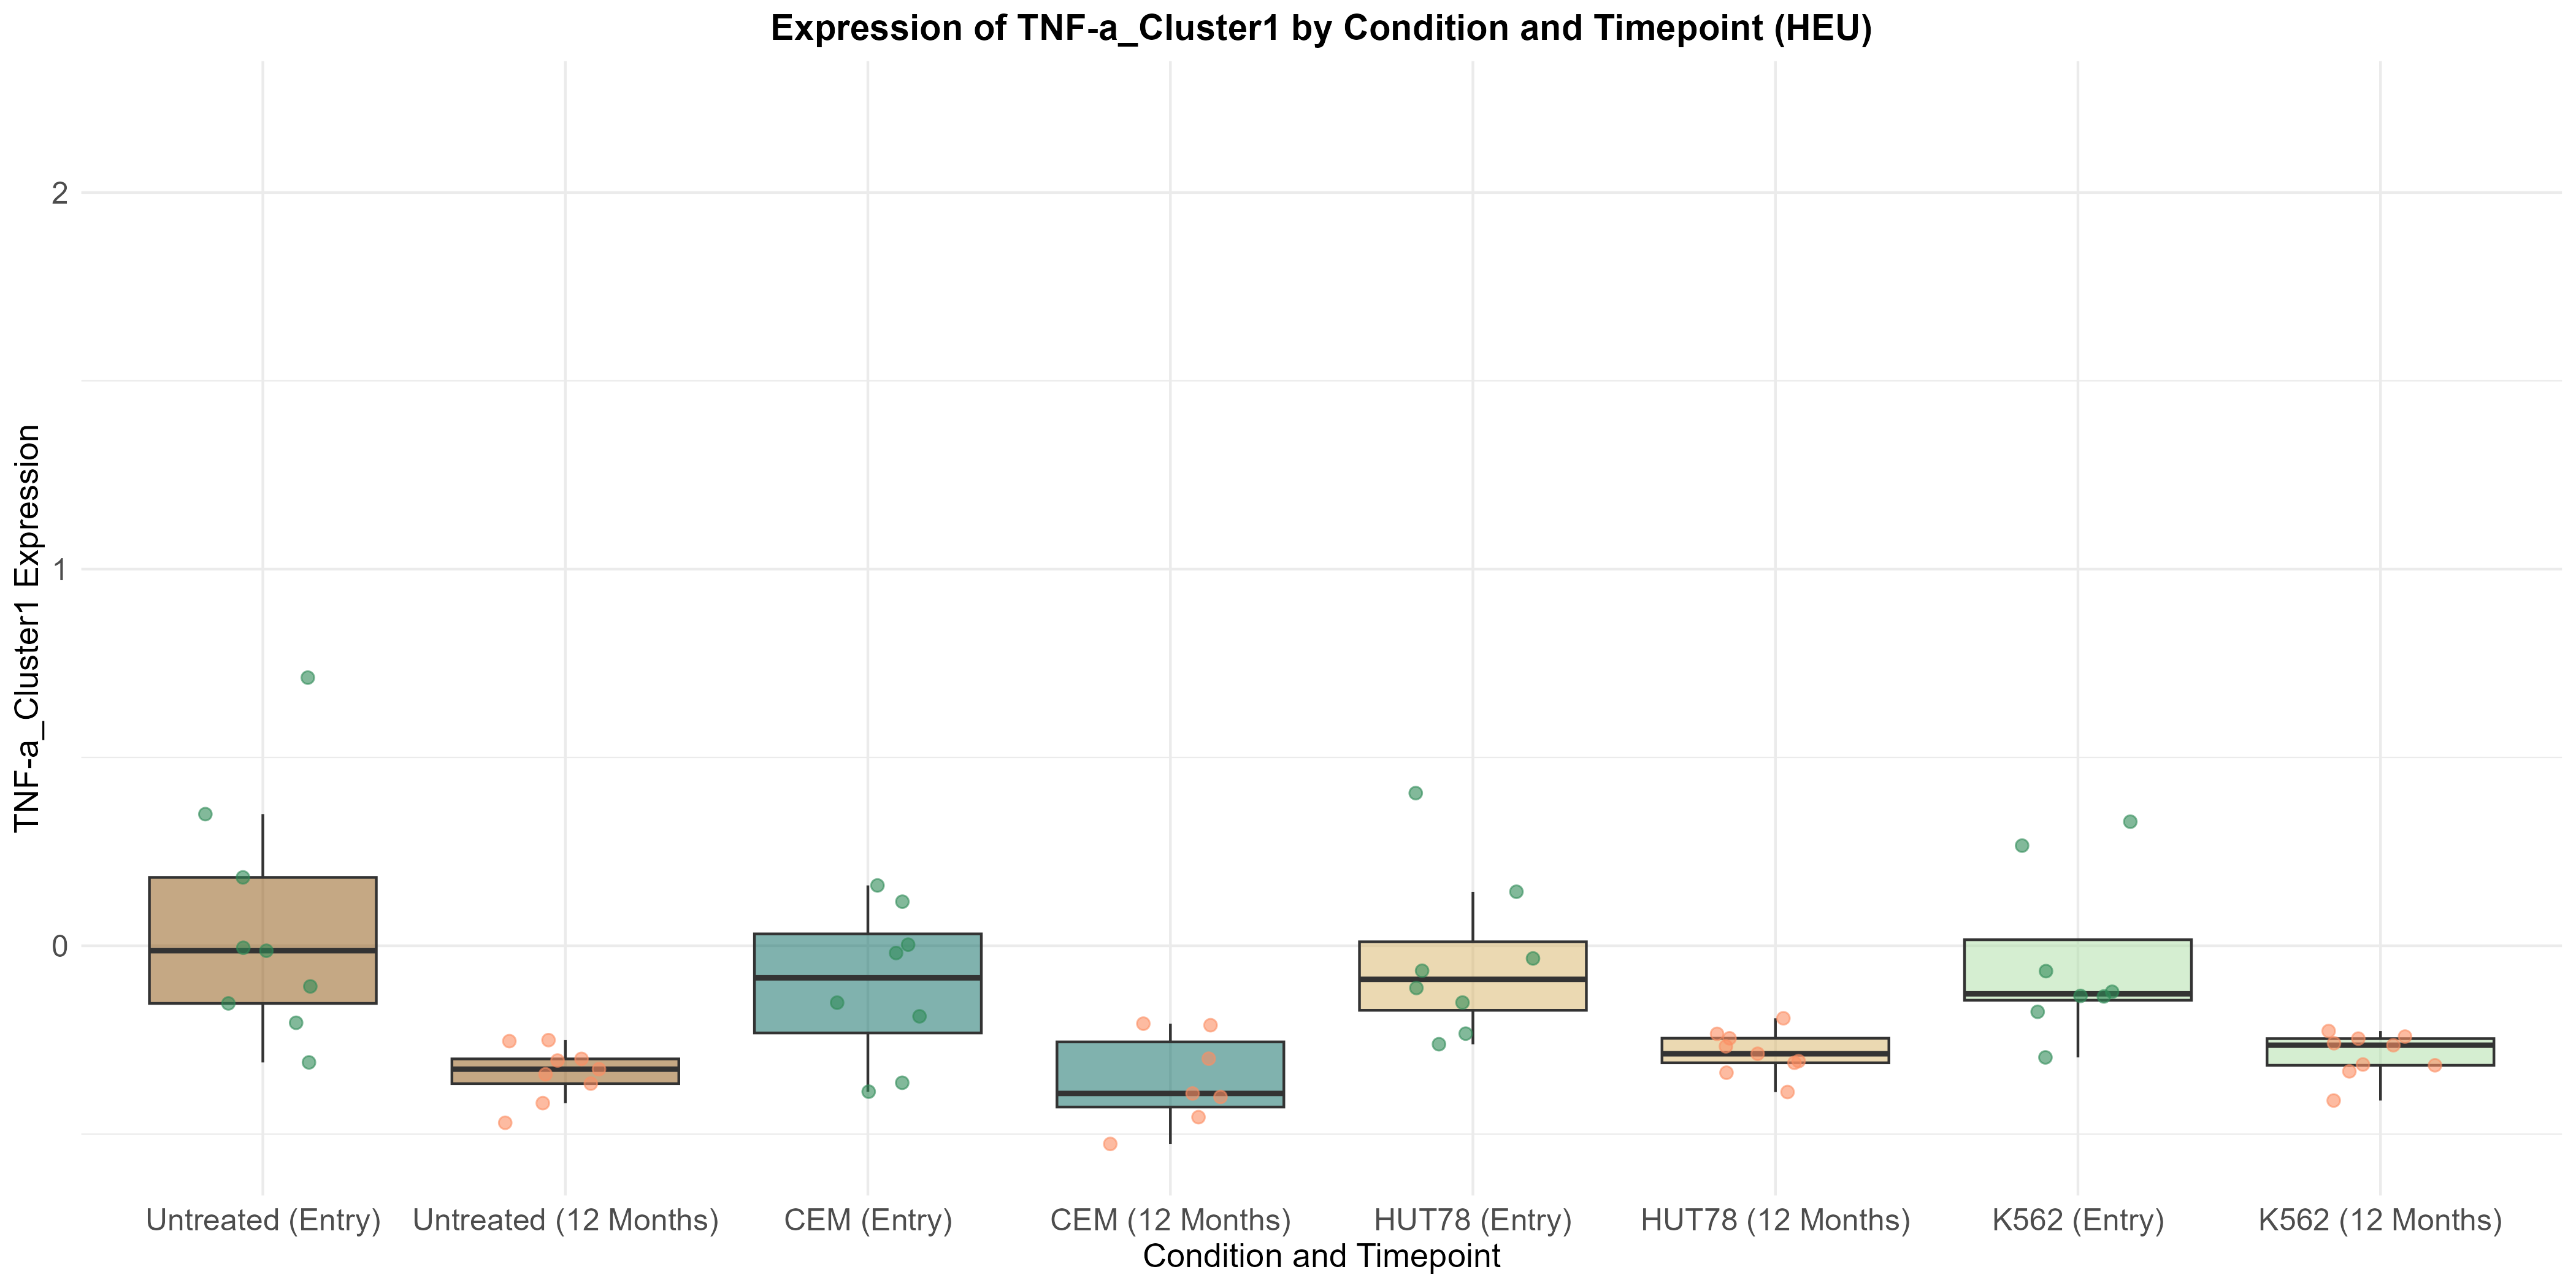 Expression of TNF-a_Cluster1 by Condition and Timepoint (HEU)
TNF-a_Cluster1 Expression
2
1
0
Untreated (Entry)
Untreated (12 Months)
CEM (Entry)
CEM (12 Months)
HUT78 (Entry)
HUT78 (12 Months)
K562 (Entry)
K562 (12 Months)
Condition and Timepoint